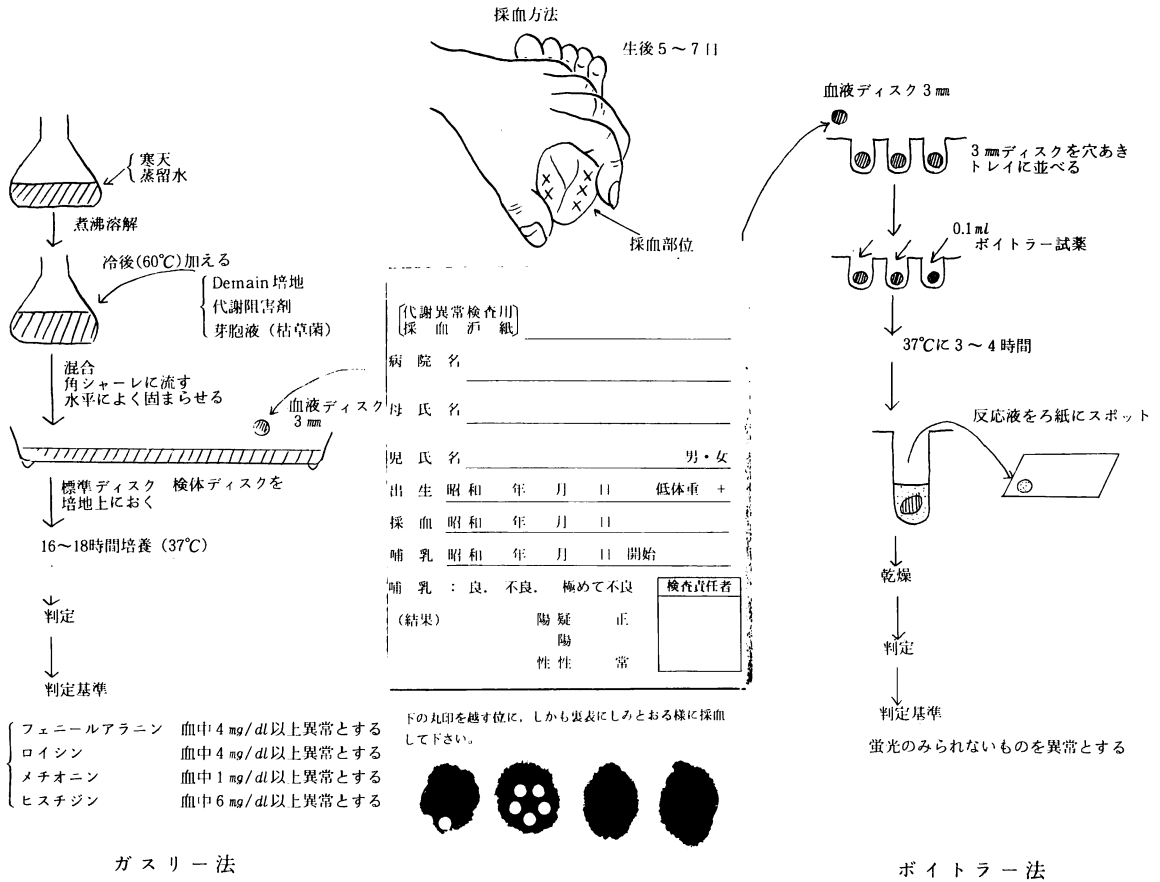 採血方法
生後5~7日
採血部位
寒天
蒸留水
煮沸溶解
冷後(60℃)加える
Demain培地
代謝阻害剤
芽胞液(枯草菌)
混合
角シャーレに流す
水平によく固まらせる
血液ディスク
3㎜
標準ディスク 検体ディスクを
培地上におく
16~18時間培養(37℃)
判定
判定基準
フェニールアラニン 血中4mg/dl以上異常とする
ロイシン 血中4mg/dl以上異常とする
メチオニン 血中1mg/dl以上異常とする
ヒスチジン 血中6mg/dl以上異常とする
ガスリー法
代謝異常検査用
採血沪紙
病院名
母氏名
児氏名 男・女
出生 昭和 年 月 日 低体重 +
採血 昭和 年 月 日
哺乳 昭和 年 月 日 開始
哺乳:良.不良. 極めて不良
検査責任者
(結果) 陽 疑 正
陽
性 性 常
下の丸印を越す位に,しかも裏表にしみとおる様に採血
して下さい。
血液ディスク3㎜
3㎜ディスクを穴あき
トレイに並べる
0.1ml
ボイトラー試薬
37℃に3~4時間
反応液をろ紙にスポット
乾燥
判定
判定基準
蛍光のみられないものを異常とする
ボイトラー法